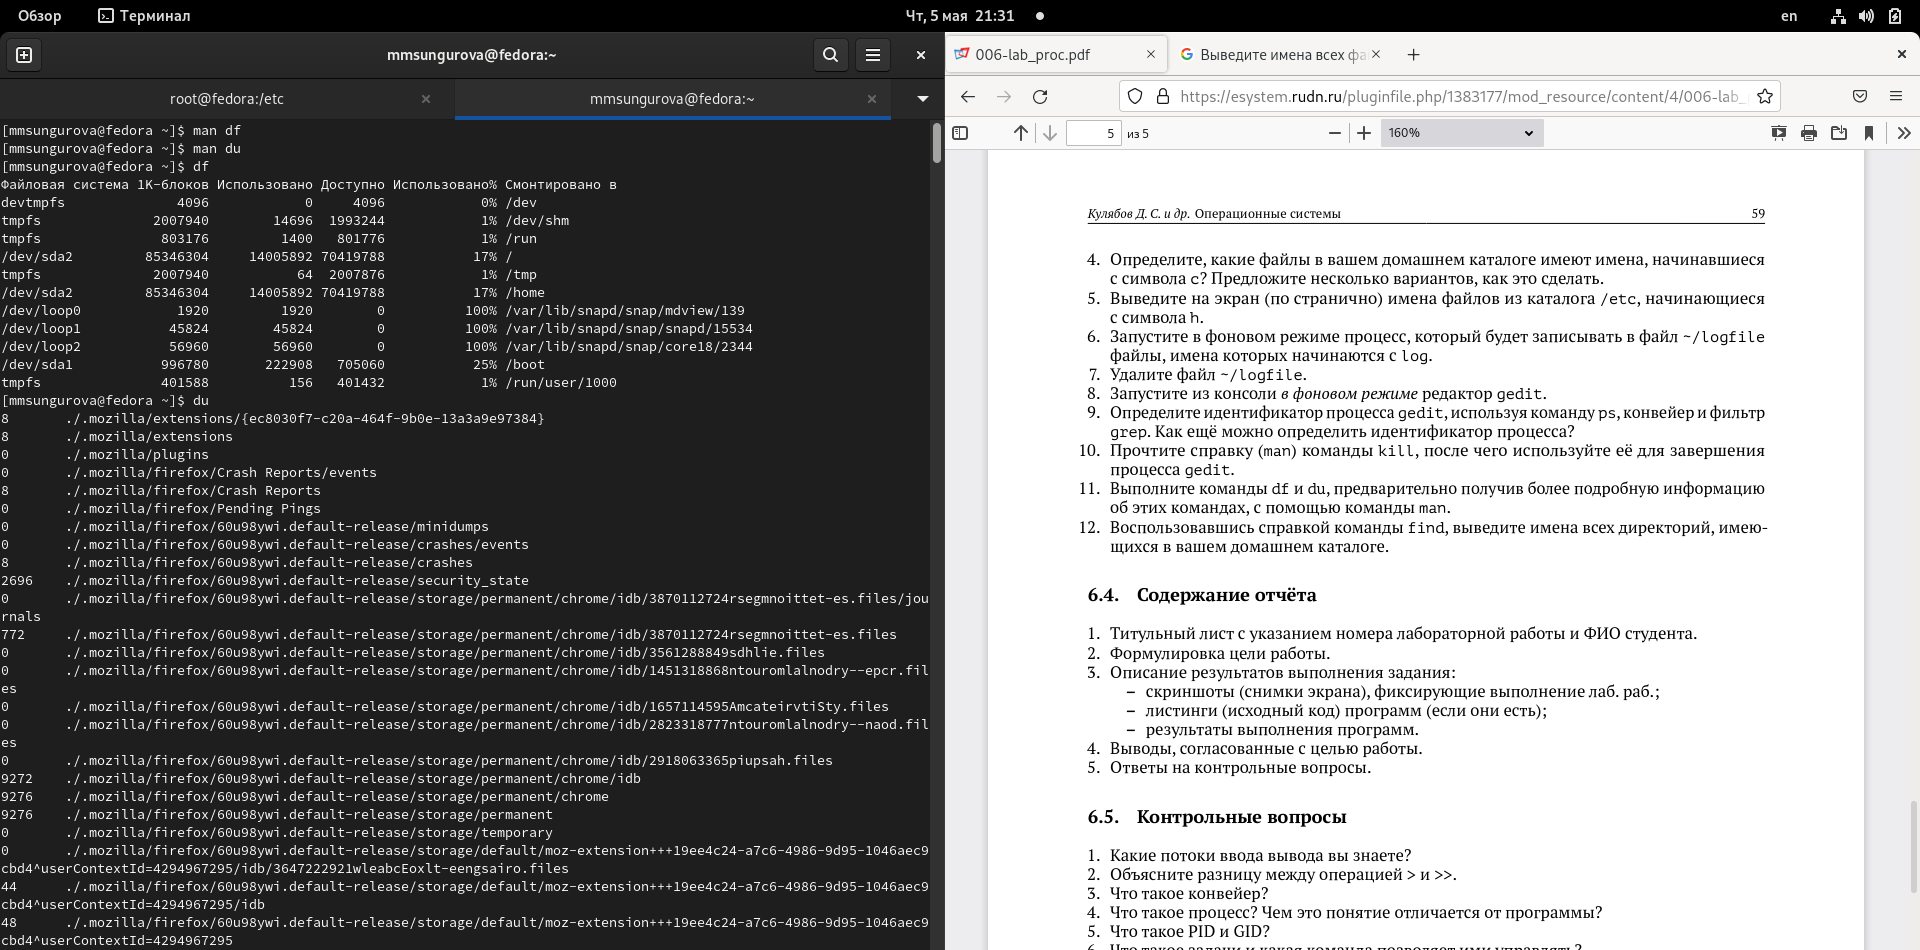 Обзор
Терминал
Чт, 5 мая 21:31
en
mmsungurova@fedora:~
root@fedora:/etc
mmsungurova@fedora:~
[mmsungurova@fedora ~]$ man df
[mmsungurova@fedora ~]$ man du
[mmsungurova@fedora ~]$ df
Файловая система 1K-блоков Использовано Доступно Использовано% Смонтировано в
devtmpfs 4096 0 4096 0% /dev
tmpfs 2007940 14696 1993244 1% /dev/shm
tmpfs 803176 1400 801776 1% /run
/dev/sda2 85346304 14005892 70419788 17% /
tmpfs 2007940 64 2007876 1% /tmp
/dev/sda2 85346304 14005892 70419788 17% /home
/dev/loop0 1920 1920 0 100% /var/lib/snapd/snap/mdview/139
/dev/loop1 45824 45824 0 100% /var/lib/snapd/snap/snapd/15534
/dev/loop2 56960 56960 0 100% /var/lib/snapd/snap/core18/2344
/dev/sda1 996780 222908 705060 25% /boot
tmpfs 401588 156 401432 1% /run/user/1000
[mmsungurova@fedora ~]$ du
8 ./.mozilla/extensions/{ec8030f7-c20a-464f-9b0e-13a3a9e97384}
8 ./.mozilla/extensions
0 ./.mozilla/plugins
0 ./.mozilla/firefox/Crash Reports/events
8 ./.mozilla/firefox/Crash Reports
0 ./.mozilla/firefox/Pending Pings
0 ./.mozilla/firefox/60u98ywi.default-release/minidumps
0 ./.mozilla/firefox/60u98ywi.default-release/crashes/events
8 ./.mozilla/firefox/60u98ywi.default-release/crashes
2696 ./.mozilla/firefox/60u98ywi.default-release/security_state
0 ./.mozilla/firefox/60u98ywi.default-release/storage/permanent/chrome/idb/3870112724rsegmnoittet-es.files/jou
rnals
772 ./.mozilla/firefox/60u98ywi.default-release/storage/permanent/chrome/idb/3870112724rsegmnoittet-es.files
0 ./.mozilla/firefox/60u98ywi.default-release/storage/permanent/chrome/idb/3561288849sdhlie.files
0 ./.mozilla/firefox/60u98ywi.default-release/storage/permanent/chrome/idb/1451318868ntouromlalnodry--epcr.fil
es
0 ./.mozilla/firefox/60u98ywi.default-release/storage/permanent/chrome/idb/1657114595AmcateirvtiSty.files
0 ./.mozilla/firefox/60u98ywi.default-release/storage/permanent/chrome/idb/2823318777ntouromlalnodry--naod.fil
es
0 ./.mozilla/firefox/60u98ywi.default-release/storage/permanent/chrome/idb/2918063365piupsah.files
9272 ./.mozilla/firefox/60u98ywi.default-release/storage/permanent/chrome/idb
9276 ./.mozilla/firefox/60u98ywi.default-release/storage/permanent/chrome
9276 ./.mozilla/firefox/60u98ywi.default-release/storage/permanent
0 ./.mozilla/firefox/60u98ywi.default-release/storage/temporary
0 ./.mozilla/firefox/60u98ywi.default-release/storage/default/moz-extension+++19ee4c24-a7c6-4986-9d95-1046aec9
cbd4^userContextId=4294967295/idb/3647222921wleabcEoxlt-eengsairo.files
44 ./.mozilla/firefox/60u98ywi.default-release/storage/default/moz-extension+++19ee4c24-a7c6-4986-9d95-1046aec9
cbd4^userContextId=4294967295/idb
48 ./.mozilla/firefox/60u98ywi.default-release/storage/default/moz-extension+++19ee4c24-a7c6-4986-9d95-1046aec9
cbd4^userContextId=4294967295
006-lab_proc.pdf
Выведите имена всех фа
https://esystem.rudn.ru/pluginfile.php/1383177/mod_resource/content/4/006-lab_
5 из 5
160%
Кулябов Д. С. и др. Операционные системы 59
4. Определите, какие файлы в вашем домашнем каталоге имеют имена, начинавшиеся
с символа c? Предложите несколько вариантов, как это сделать.
5. Выведите на экран (по странично) имена файлов из каталога /etc, начинающиеся
с символа h.
6. Запустите в фоновом режиме процесс, который будет записывать в файл ~/logfile
файлы, имена которых начинаются с log.
7. Удалите файл ~/logfile.
8. Запустите из консоли в фоновом режиме редактор gedit.
9. Определите идентификатор процесса gedit, используя команду ps, конвейер и фильтр
grep. Как ещё можно определить идентификатор процесса?
10. Прочтите справку (man) команды kill, после чего используйте её для завершения
процесса gedit.
11. Выполните команды df и du, предварительно получив более подробную информацию
об этих командах, с помощью команды man.
12. Воспользовавшись справкой команды find, выведите имена всех директорий, имею-
щихся в вашем домашнем каталоге.
6.4. Содержание отчёта
1. Титульный лист с указанием номера лабораторной работы и ФИО студента.
2. Формулировка цели работы.
3. Описание результатов выполнения задания:
– скриншоты (снимки экрана), фиксирующие выполнение лаб. раб.;
– листинги (исходный код) программ (если они есть);
– результаты выполнения программ.
4. Выводы, согласованные с целью работы.
5. Ответы на контрольные вопросы.
6.5. Контрольные вопросы
1. Какие потоки ввода вывода вы знаете?
2. Объясните разницу между операцией > и >>.
3. Что такое конвейер?
4. Что такое процесс? Чем это понятие отличается от программы?
5. Что такое PID и GID?
6. Что такое задачи и какая команда позволяет ими управлять?